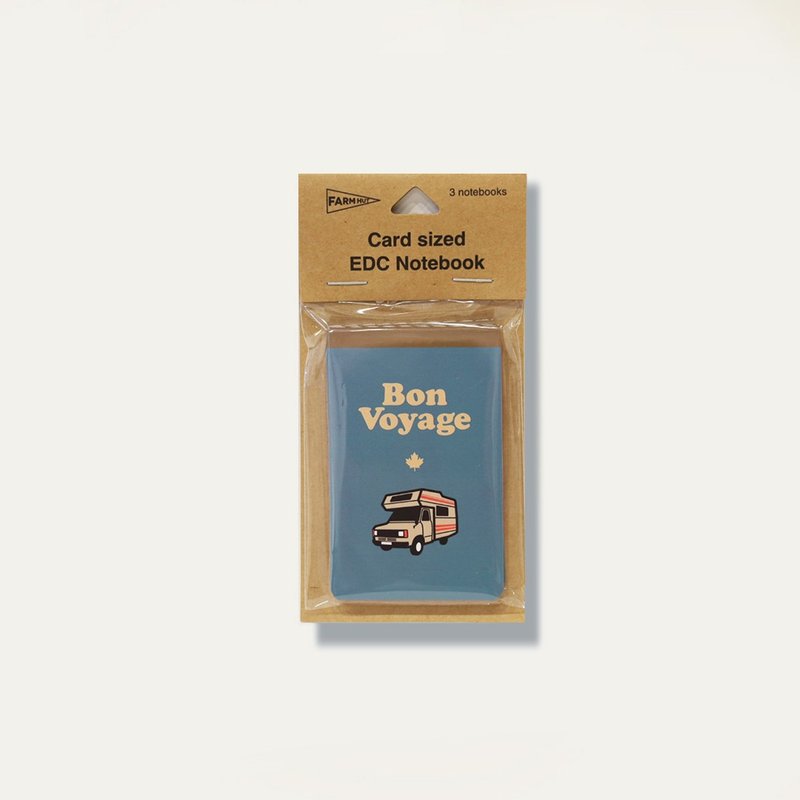 FARM HUT
3 notebooks
Card sized
EDC Notebook
Bon
Voyage